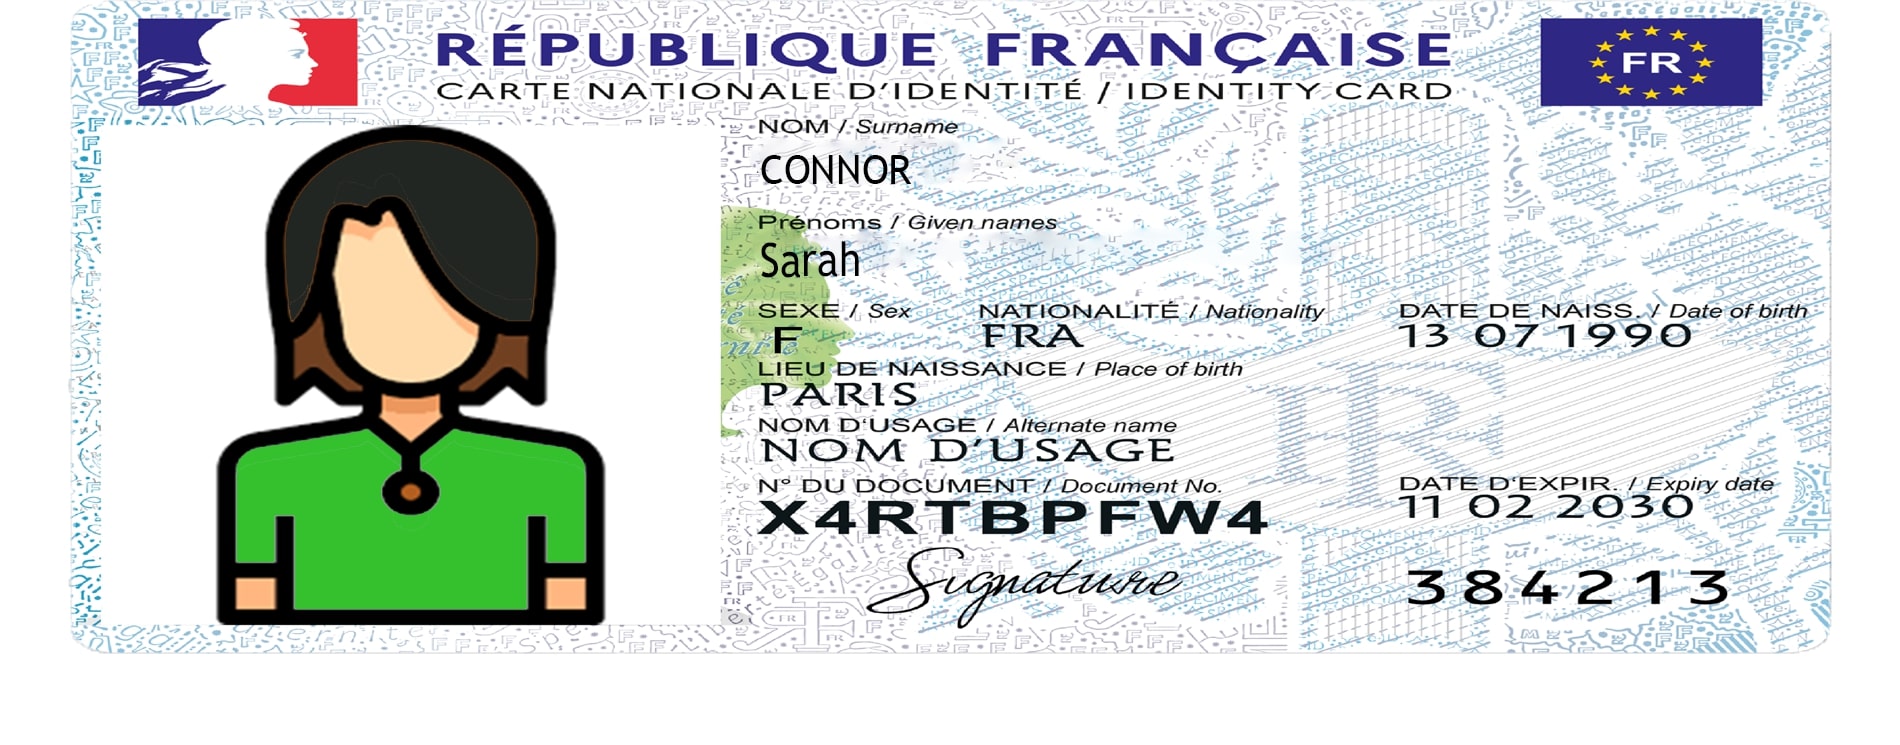 RÉPUBLIQUE FRANÇAISE
FR
CARTE NATIONALE D'IDENTITÉ / IDENTITY CARD
NOM / Surname
CONNOR
Prénoms / Given names
Sarah
SEXE / Sex NATIONALITÉ / Nationality DATE DE NAISS. / Date of birth
F FRA 13 07 1990
LIEU DE NAISSANCE / Place of birth
PARIS
NOM D'USAGE / Alternate name
NOM D'USAGE
N° DU DOCUMENT / Document No. DATE D'EXPIR. / Expiry date
X4RTBPFW4 11 02 2030
Signature
384213
RF